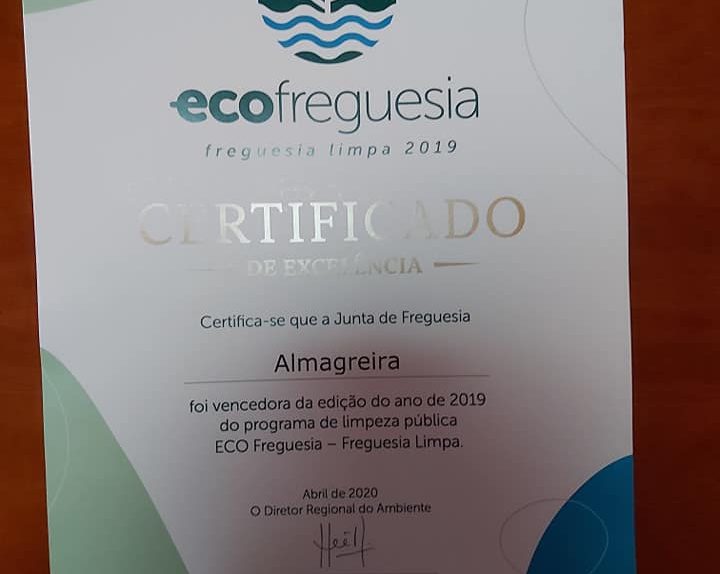 ecofreguesia
freguesia limpa 2019
CERTIFICADO
DE EXCELÊNCIA
Certifica-se que a Junta de Freguesia
Almagreira
foi vencedora da edição do ano de 2019
do programa de limpeza pública
ECO Freguesia – Freguesia Limpa.
Abril de 2020
O Diretor Regional do Ambiente